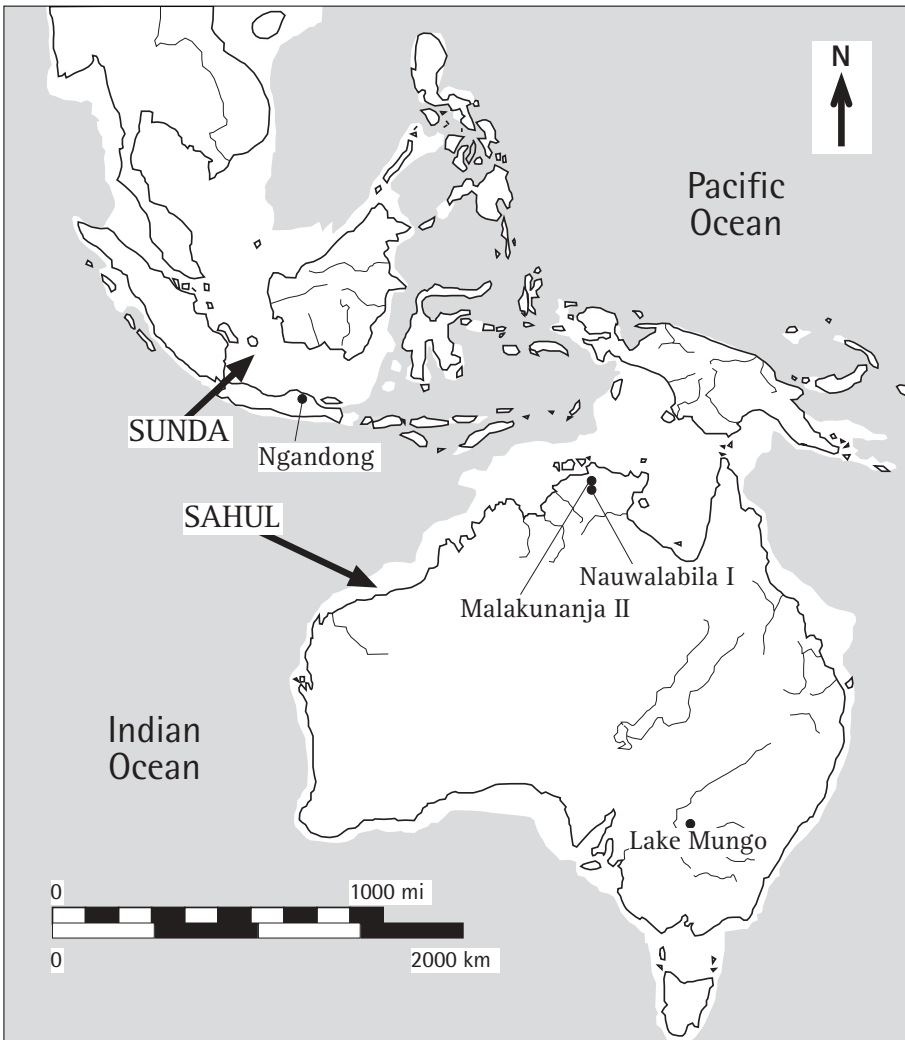 N
Pacific
Ocean
SUNDA
Ngandong
SAHUL
Nauwalabila I
Malakunanja II
Indian
Ocean
Lake Mungo
0 1000 mi
0 2000 km